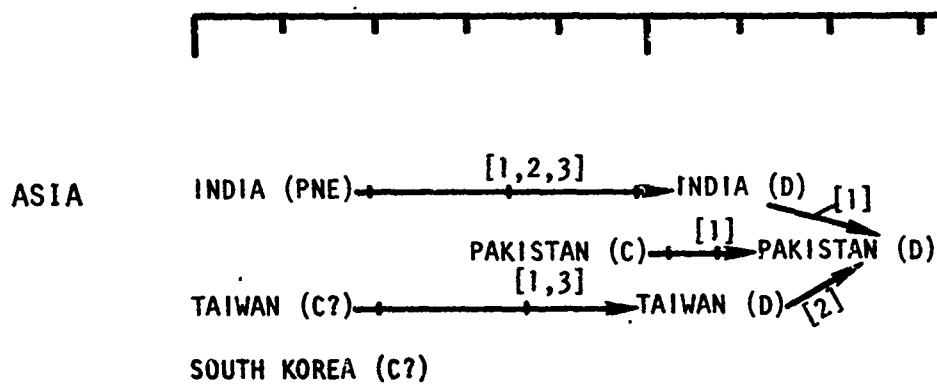 [1,2,3]
ASIA INDIA (PNE) INDIA (D) [1]
[1]
PAKISTAN (C) PAKISTAN (D)
[1,3]
TAIWAN (C?) TAIWAN (D) [2]
SOUTH KOREA (C?)